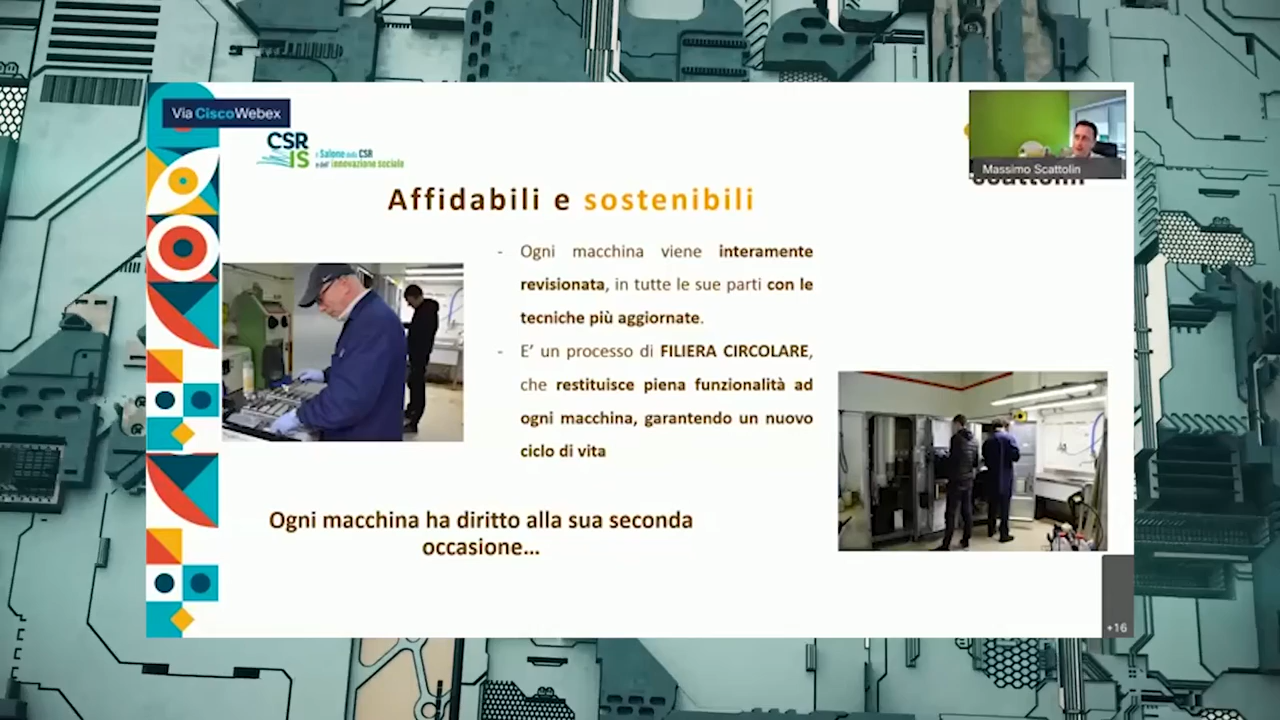 Via CiscoWebex
CSR
IS
il Salone della CSR
e dell'innovazione sociale
Massimo Scattolin
Scattolin
Affidabili e sostenibili
- Ogni macchina viene interamente
revisionata, in tutte le sue parti con le
tecniche più aggiornate.
- E' un processo di FILIERA CIRCOLARE,
che restituisce piena funzionalità ad
ogni macchina, garantendo un nuovo
ciclo di vita
Ogni macchina ha diritto alla sua seconda
occasione...
+16